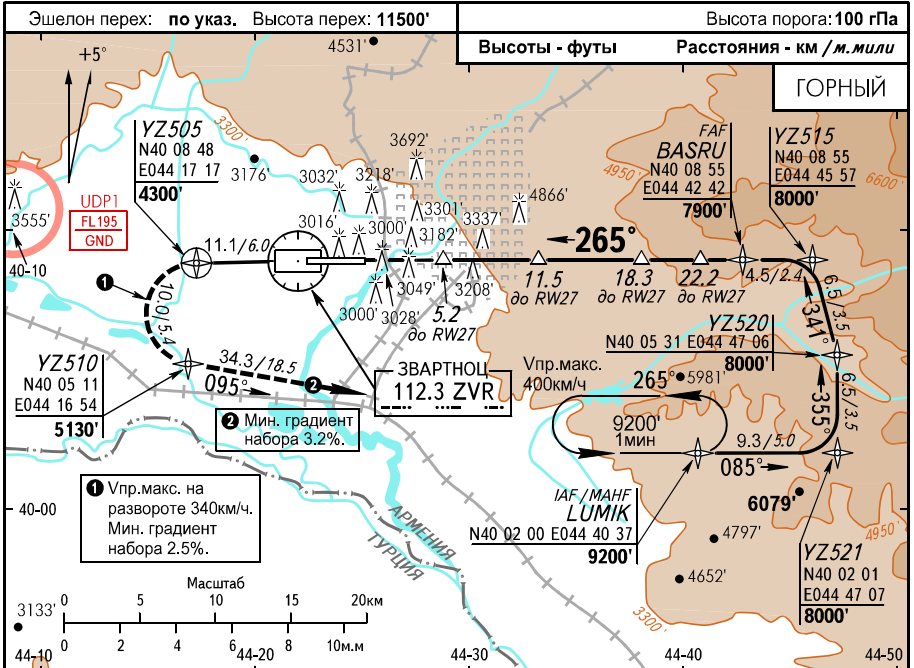 Эшелон перех: по указ. Высота перех: 11500'
Высота порога: 100 гПа
Высоты - футы Расстояния - км / м.мили
ГОРНЫЙ
+5°
4531'
3300'
YZ505
N40 08 48
E044 17 17
4300'
3176'
3692'
3032'
3218'
3016'
3000'
3301'
3182'
3337'
4866'
FAF
BASRU
N40 08 55
E044 42 42
7900'
4950'
YZ515
N40 08 55
E044 45 57
8000'
6600'
3555'
UDP1
FL195
GND
40-10
11.1/6.0
265°
4.5/2.4
5.2
до RW27
11.5
до RW27
18.3
до RW27
22.2
до RW27
3049'
3208'
3000'
3028'
❶
10.0/5.4
6.5/3.5
341°
YZ520
N40 05 31 E044 47 06
8000'
YZ510
N40 05 11
E044 16 54
5130'
34.3/18.5
095°
❷
ЗВАРТНОЦ
112.3 ZVR
Vпр.макс.
400км/ч
265°
5981'
6.5/3.5
355°
❷ Мин. градиент
набора 3.2%.
9200'
1мин
9.3/5.0
085°
❶ Vпр.макс. на
развороте 340км/ч.
Мин. градиент
набора 2.5%.
IAF/MAHF
LUMIK
N40 02 00 E044 40 37
9200'
6079'
4950'
40-00
АРМЕНИЯ
ТУРЦИЯ
4797'
4652'
YZ521
N40 02 01
E044 47 07
8000'
3300'
3133'
Масштаб
0 5 10 15 20км
0 2 4 6 8 10м.м
44-10 44-20 44-30 44-40 44-50